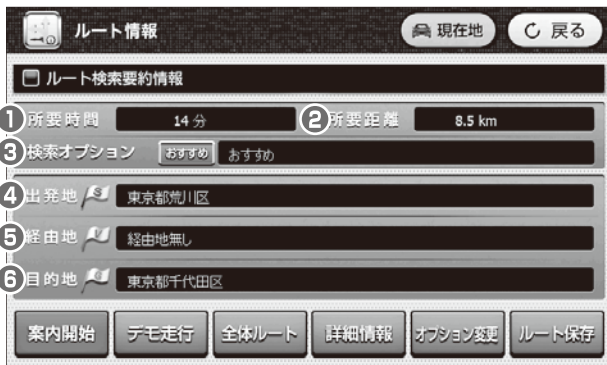 ルート情報 現在地 戻る
ルート検索要約情報
1 所要時間 14 分 2 所要距離 8.5 km
3 検索オプション おすすめ おすすめ
4 出発地 S 東京都荒川区
5 経由地 経由地無し
6 目的地 G 東京都千代田区
案内開始 デモ走行 全体ルート 詳細情報 オプション変更 ルート保存